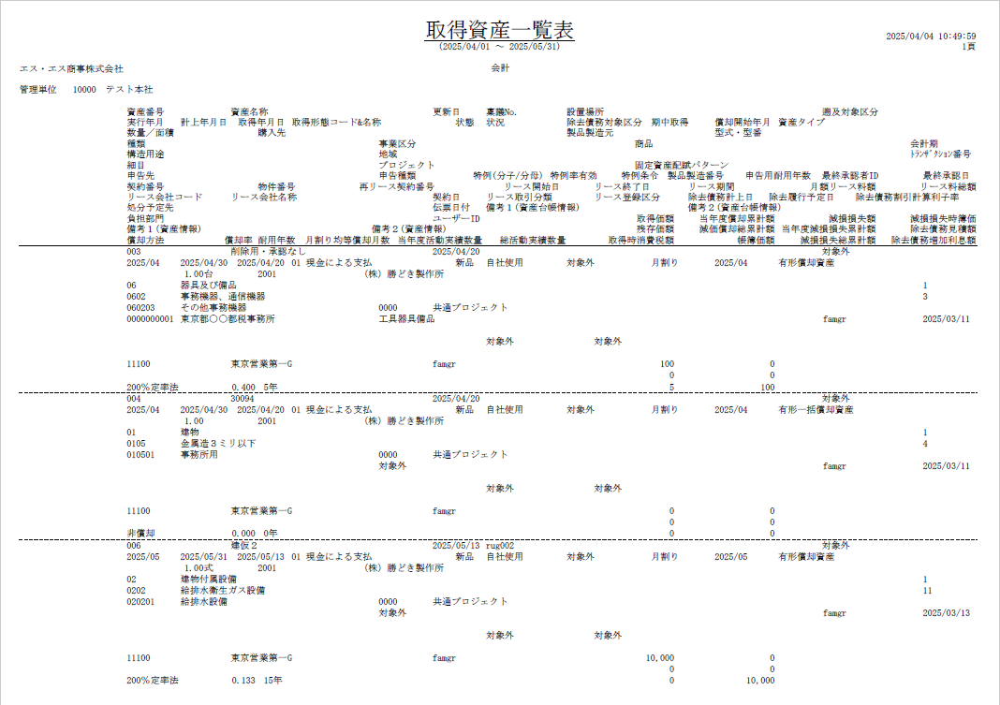 取得資産一覧表
(2025/04/01 ～ 2025/05/31)
2025/04/04 10:49:59
1頁
エス・エス商事株式会社 会計
管理単位 10000 テスト本社
資産番号 資産名称 更新日 稟議No. 設置場所 遡及対象区分
実行年月 計上年月日 取得年月日 取得形態コード&名称 状態 状況 除去債務対象区分 期中取得 償却開始年月 資産タイプ
数量／面積 購入先 製品製造元 型式・型番
種類 事業区分 商品 会計期
構造用途 地域 ﾄﾗﾝｻﾞｸｼｮﾝ番号
細目 プロジェクト 固定資産配賦パターン
申告先 申告種類 特例(分子/分母) 特例率有効 特例条令 製品製造番号 申告用耐用年数 最終承認者ID 最終承認日
契約番号 物件番号 再リース契約番号 リース開始日 リース終了日 リース期間 月額リース料額 リース料総額
リース会社コード リース会社名称 契約日 リース取引分類 リース登録区分 除去債務計上日 除去履行予定日 除去債務割引計算利子率
処分予定先 伝票日付 備考１(資産台帳情報) 備考２(資産台帳情報)
負担部門 ユーザーID 取得価額 当年度償却累計額 減損損失額 減損損失時簿価
備考１(資産情報) 備考２(資産情報) 残存価額 減価償却総累計額 当年度減損損失累計額 除去債務見積額
償却方法 償却率 耐用年数 月割り均等償却月数 当年度活動実績数量 総活動実績数量 取得時消費税額 帳簿価額 減損損失総累計額 除去債務増加利息額
003 削除用・承認なし 2025/04/20 対象外
2025/04 2025/04/30 2025/04/20 01 現金による支払 新品 自社使用 対象外 月割り 2025/04 有形償却資産
1.00台 2001 （株）勝どき製作所
06 器具及び備品 1
0602 事務機器、通信機器 3
060203 その他事務機器 0000 共通プロジェクト
0000000001 東京都○○都税事務所 工具器具備品 famgr 2025/03/11
対象外 対象外
11100 東京営業第一G famgr 100 0
0 0
200%定率法 0.400 5年 5 100
004 30094 2025/04/20 対象外
2025/04 2025/04/30 2025/04/20 01 現金による支払 新品 自社使用 対象外 月割り 2025/04 有形一括償却資産
1.00 2001 （株）勝どき製作所
01 建物 1
0105 金属造３ミリ以下 4
010501 事務所用 0000 共通プロジェクト
対象外 famgr 2025/03/11
対象外 対象外
11100 東京営業第一G famgr 0 0
0 0
非償却 0.000 0年 0 0
006 建仮２ 2025/05/13 rug002 対象外
2025/05 2025/05/31 2025/05/13 01 現金による支払 新品 自社使用 対象外 月割り 2025/05 有形償却資産
1.00式 2001 （株）勝どき製作所
02 建物付属設備 1
0202 給排水衛生ガス設備 11
020201 給排水設備 0000 共通プロジェクト
対象外 famgr 2025/03/13
対象外 対象外
11100 東京営業第一G famgr 10,000 0
0 0
200%定率法 0.133 15年 0 10,000